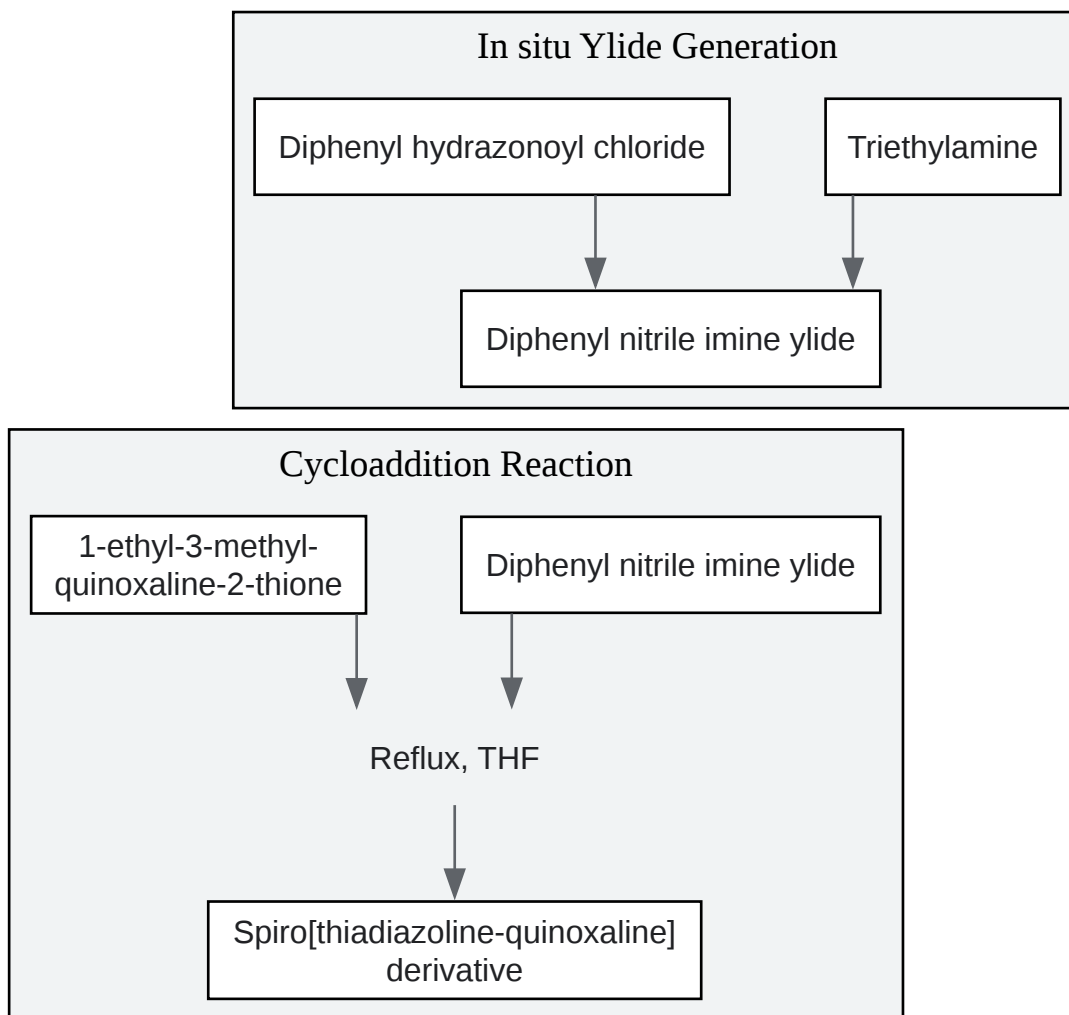 In situ Ylide Generation
Diphenyl hydrazonoyl chloride
Triethylamine
Diphenyl nitrile imine ylide
Cycloaddition Reaction
1-ethyl-3-methyl-
quinoxaline-2-thione
Diphenyl nitrile imine ylide
Reflux, THF
Spiro[thiadiazoline-quinoxaline]
derivative